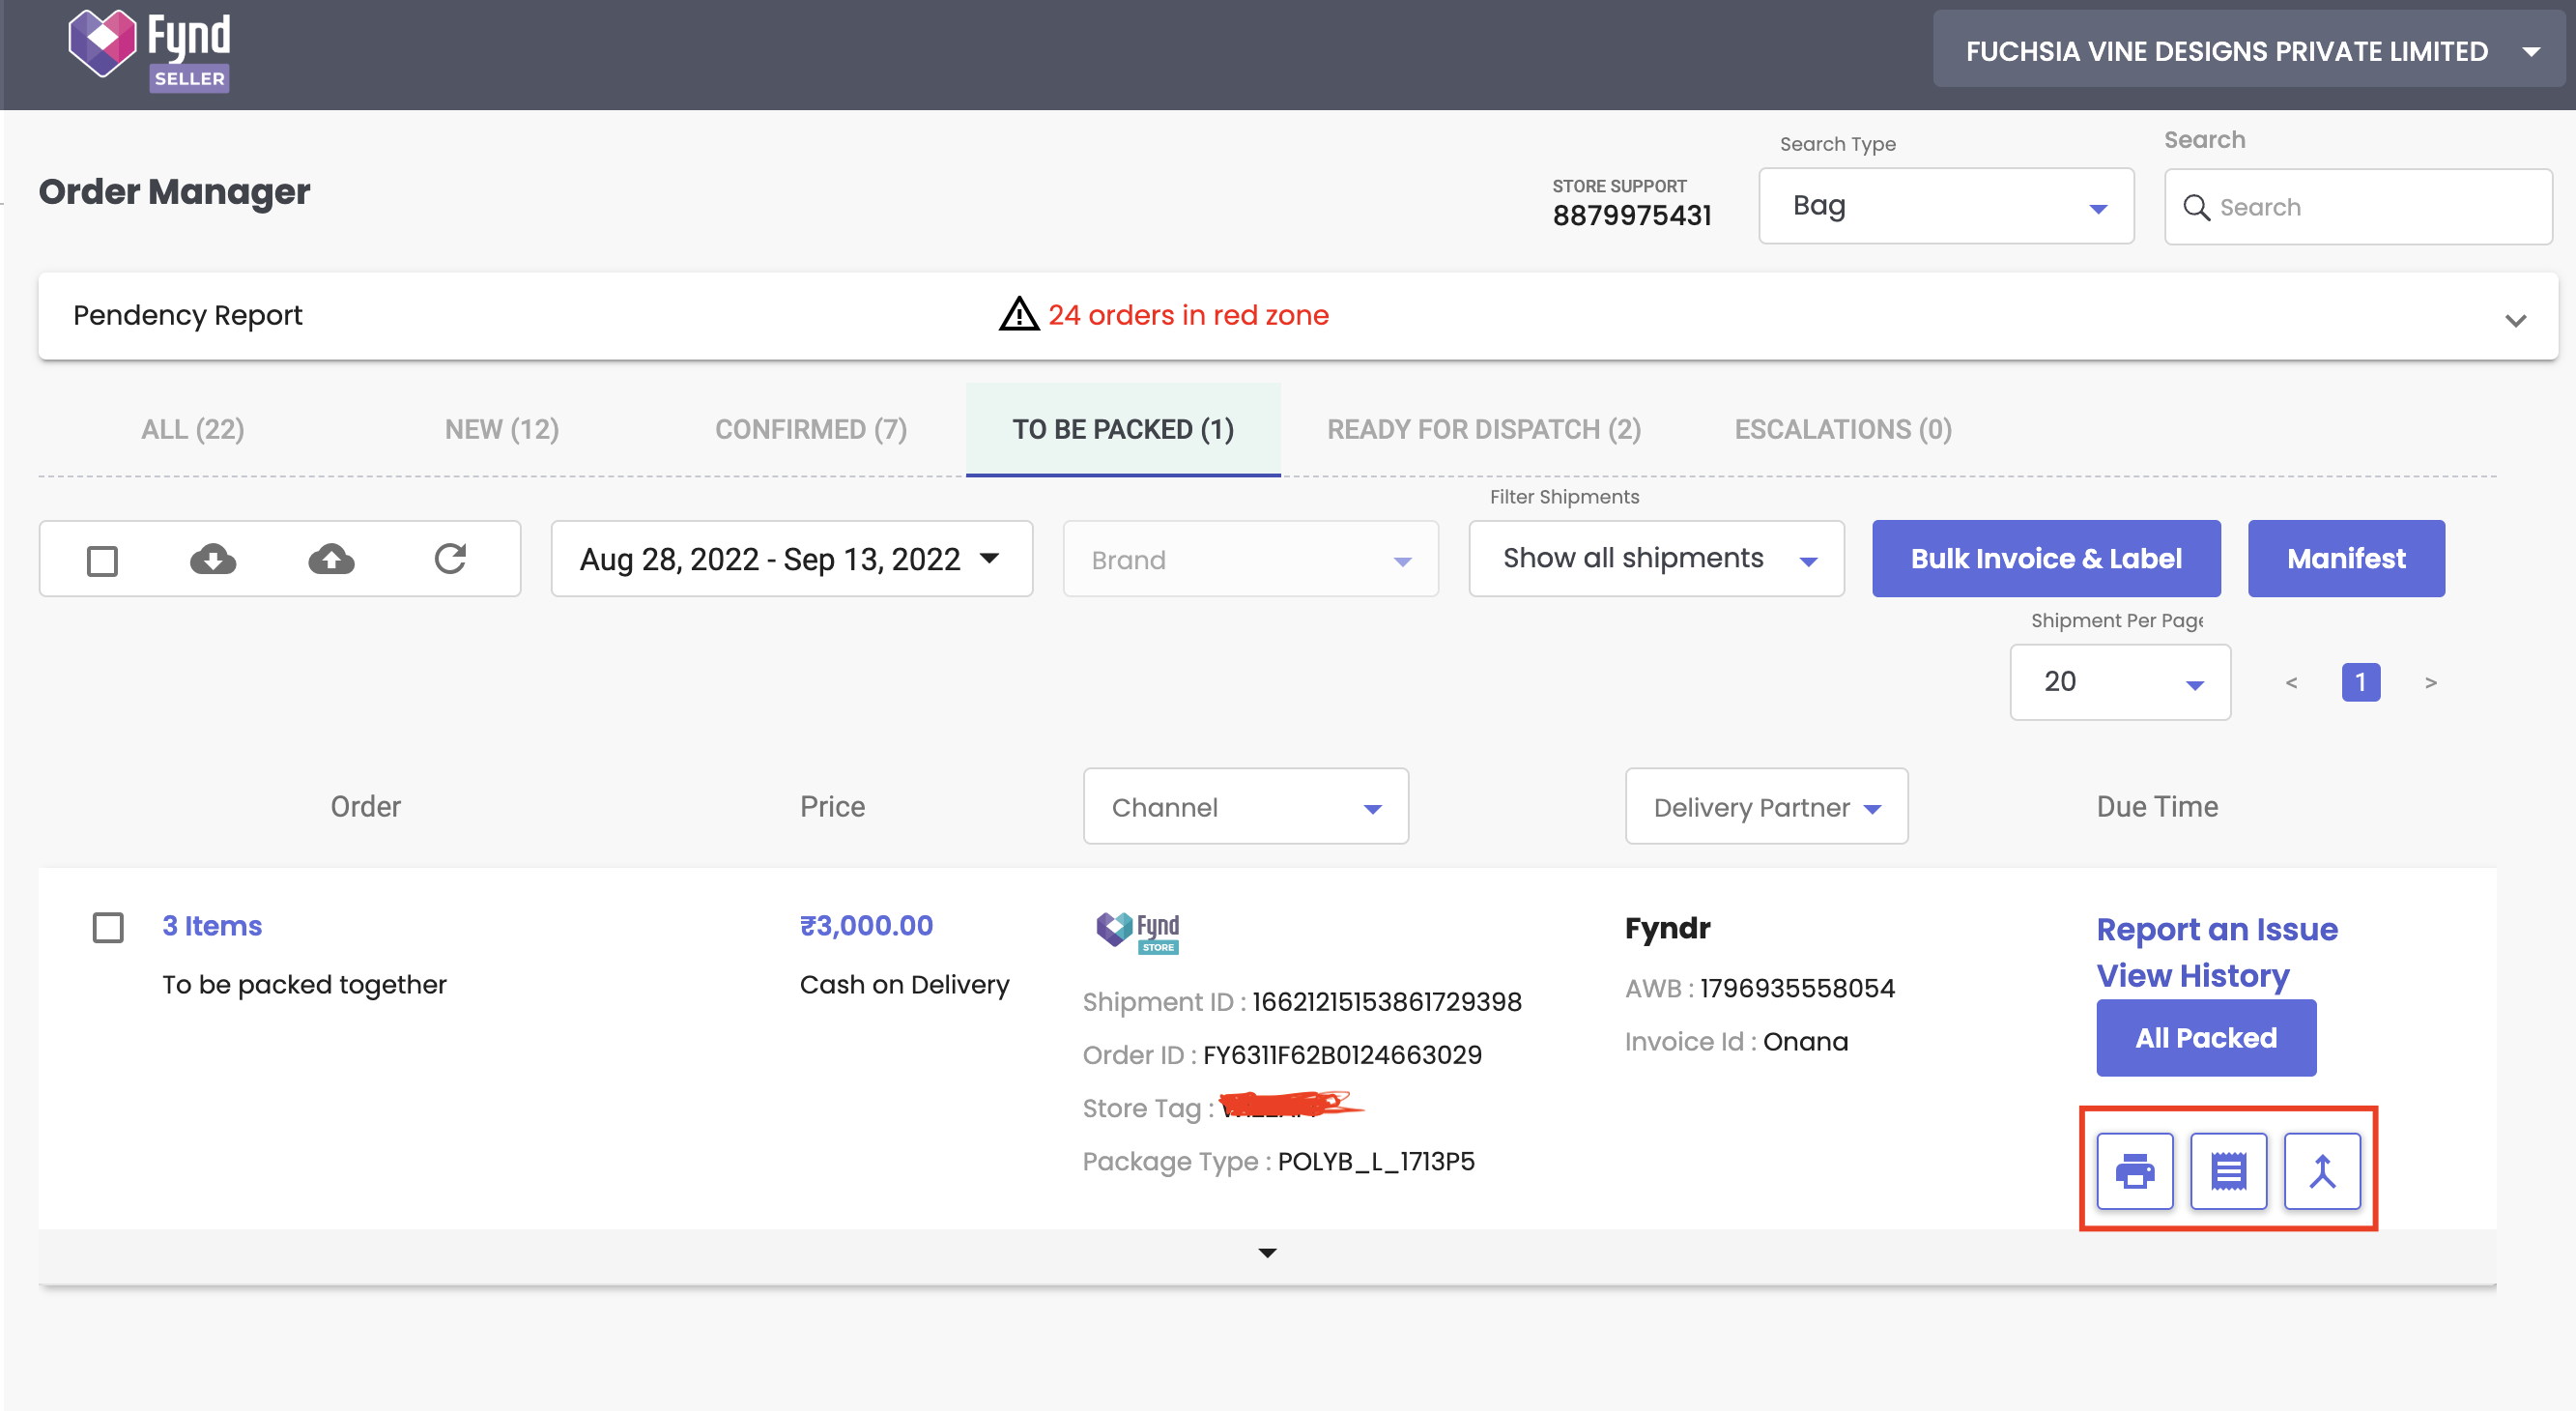 Fynd
SELLER
FUCHSIA VINE DESIGNS PRIVATE LIMITED
Order Manager
STORE SUPPORT
8879975431
Search Type
Bag
Search
Search
Pendency Report
24 orders in red zone
ALL (22)
NEW (12)
CONFIRMED (7)
TO BE PACKED (1)
READY FOR DISPATCH (2)
ESCALATIONS (0)
Aug 28, 2022 - Sep 13, 2022
Brand
Filter Shipments
Show all shipments
Bulk Invoice & Label
Manifest
Shipment Per Page
20
<
1
>
Order
Price
Channel
Delivery Partner
Due Time
3 Items
To be packed together
₹3,000.00
Cash on Delivery
Fynd
STORE
Shipment ID : 16621215153861729398
Order ID : FY6311F62B0124663029
Store Tag :
Package Type : POLYB_L_1713P5
Fyndr
AWB : 1796935558054
Invoice Id : Onana
Report an Issue
View History
All Packed